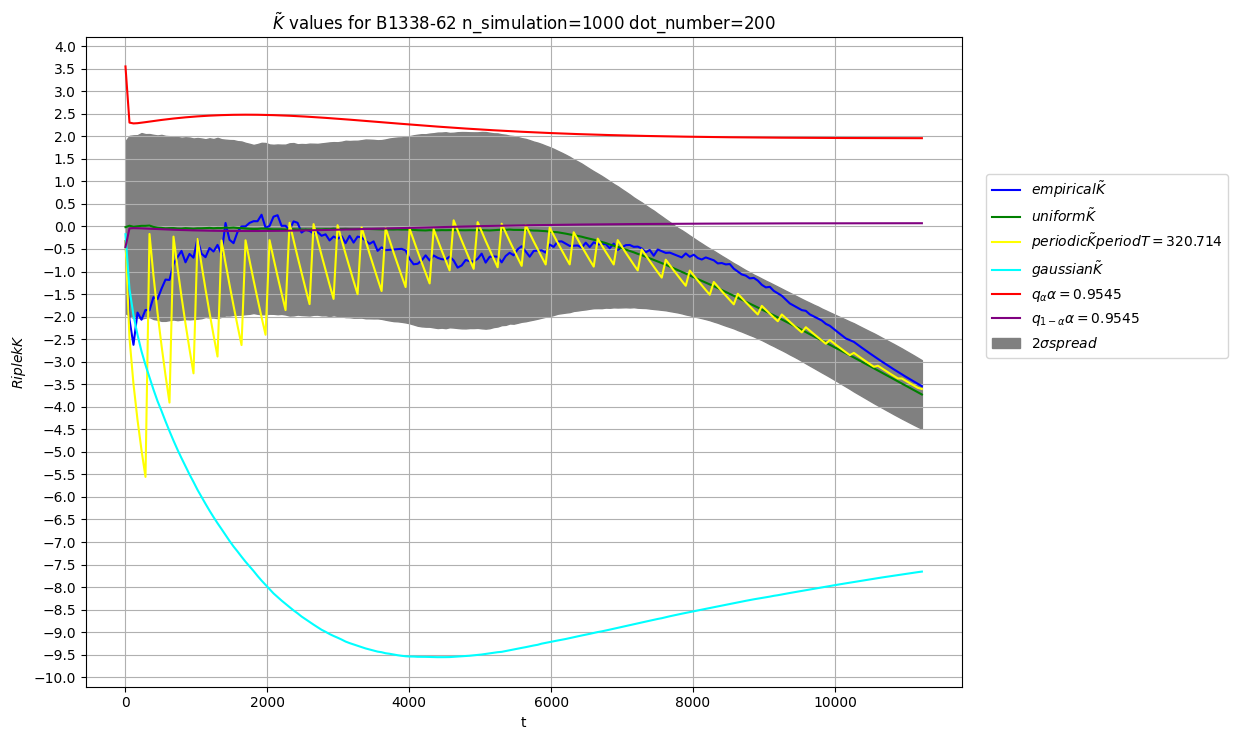 K̃ values for B1338-62 n_simulation=1000 dot_number=200
4.0
3.5
3.0
2.5
2.0
1.5
1.0
0.5
0.0
−0.5
−1.0
−1.5
−2.0
−2.5
−3.0
−3.5
−4.0
−4.5
−5.0
−5.5
−6.0
−6.5
−7.0
−7.5
−8.0
−8.5
−9.0
−9.5
−10.0
RiplekK
0 2000 4000 6000 8000 10000
t
empiricalK̃
uniformK̃
periodicK̃periodT = 320.714
gaussianK̃
qαα = 0.9545
q1−αα = 0.9545
2σspread